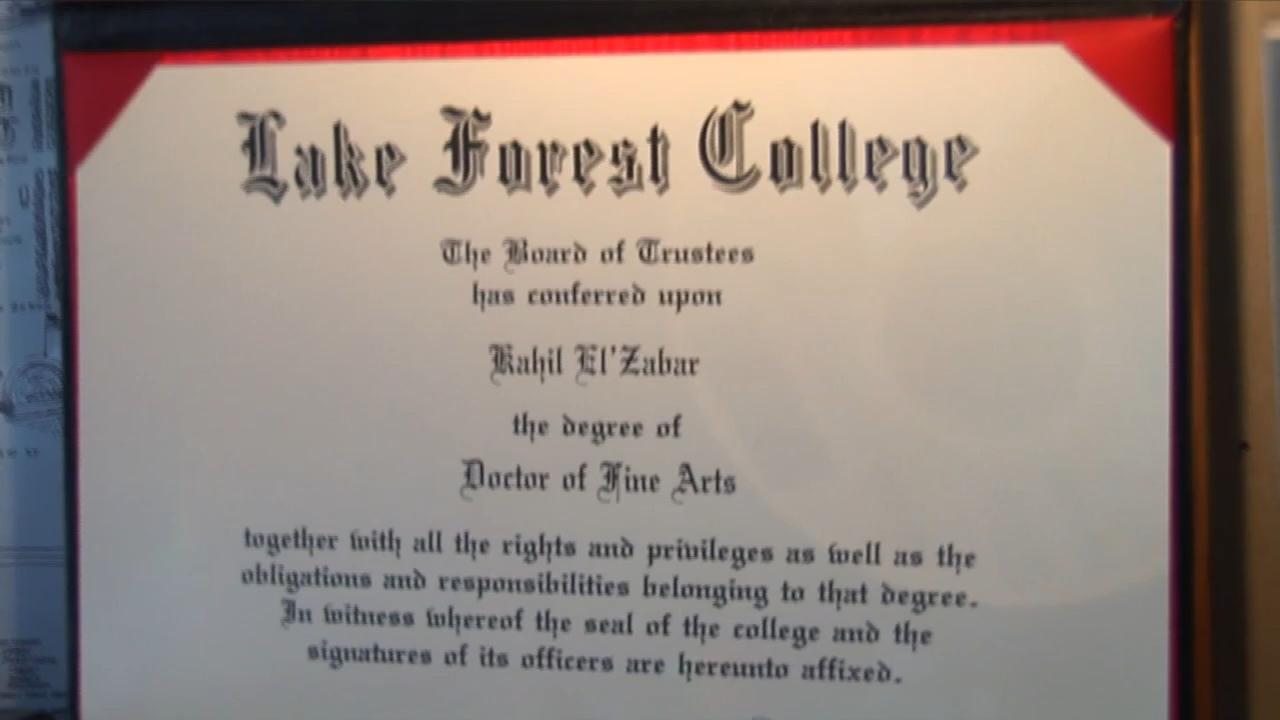 Lake Forest College
The Board of Trustees
has conferred upon
Kahil El'Zabar
the degree of
Doctor of Fine Arts
together with all the rights and privileges as well as the
obligations and responsibilities belonging to that degree.
In witness whereof the seal of the college and the
signatures of its officers are hereunto affixed.